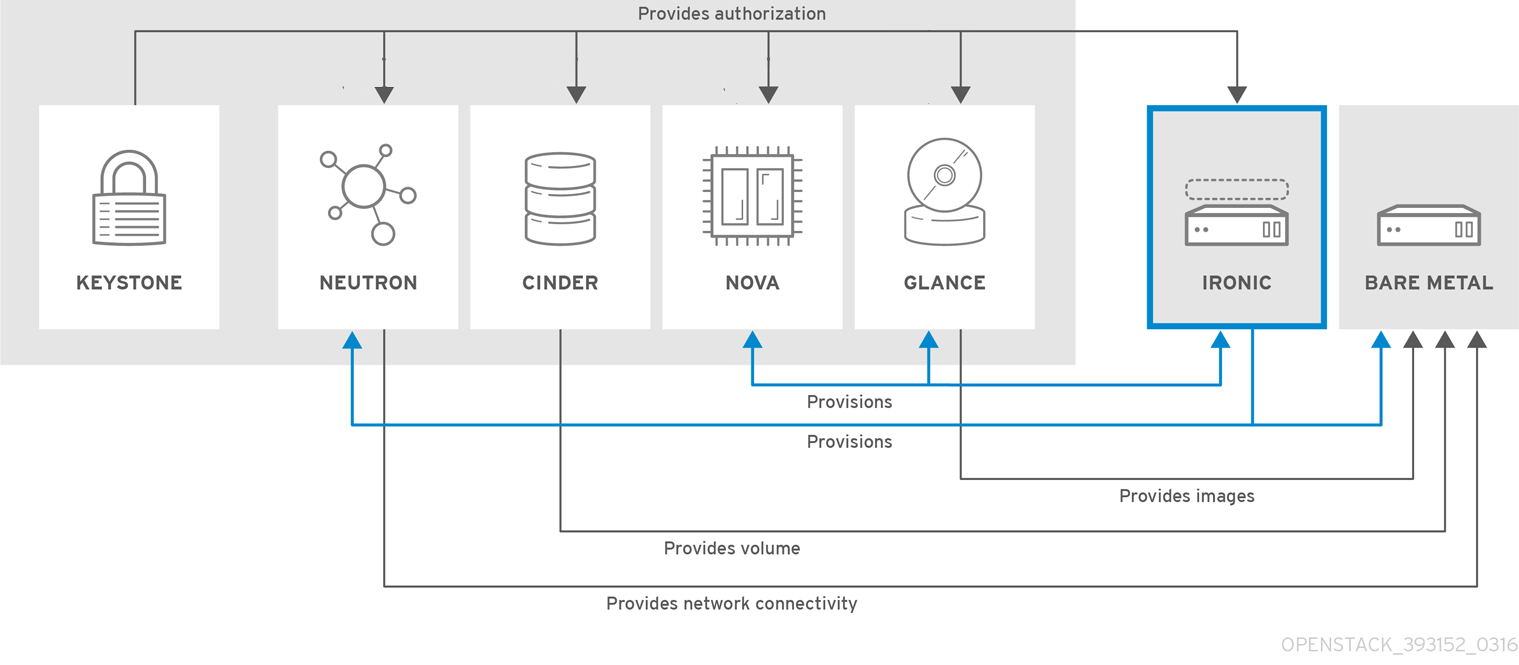 Provides authorization
KEYSTONE
NEUTRON
CINDER
NOVA
GLANCE
IRONIC
BARE METAL
Provisions
Provisions
Provides images
Provides volume
Provides network connectivity
OPENSTACK_393152_0316